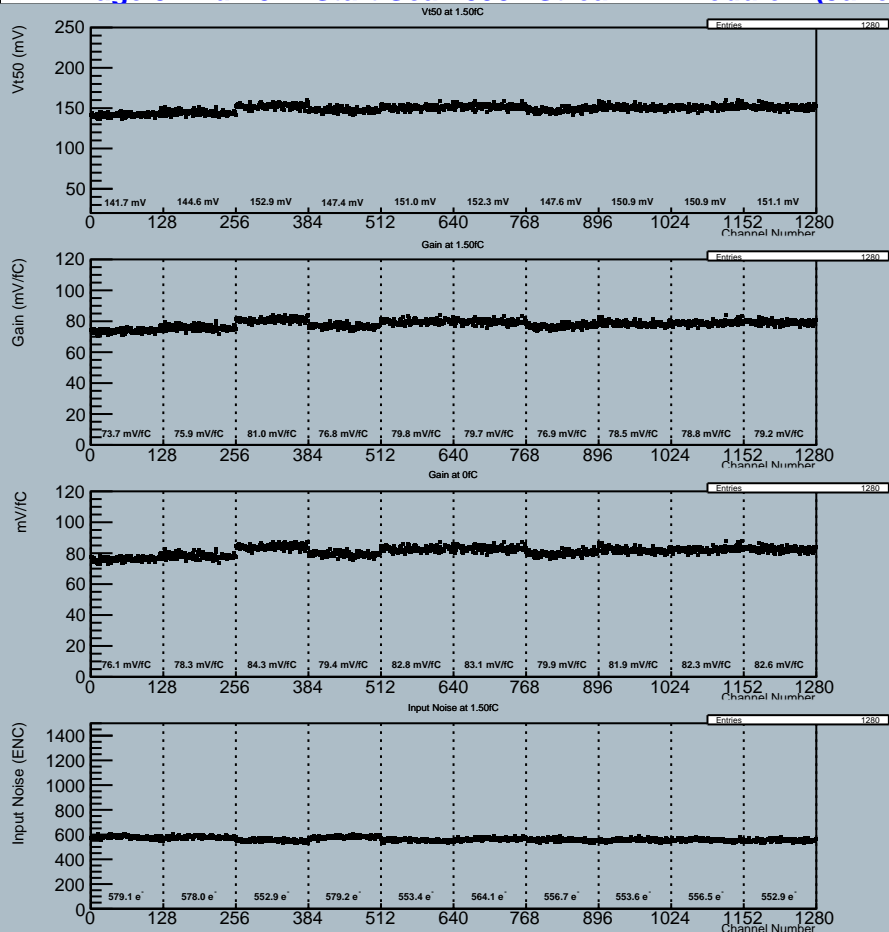 Vt50 at 1.50fC
Entries 1280
Vt50 (mV)
250
200
150
100
50
141.7 mV 144.6 mV 152.9 mV 147.4 mV 151.0 mV 152.3 mV 147.6 mV 150.9 mV 150.9 mV 151.1 mV
0 128 256 384 512 640 768 896 1024 1152 1280
Channel Number
Gain at 1.50fC
Entries 1280
Gain (mV/fC)
120
100
80
60
40
20
0
73.7 mV/fC 75.9 mV/fC 81.0 mV/fC 76.8 mV/fC 79.8 mV/fC 79.7 mV/fC 76.9 mV/fC 78.5 mV/fC 78.8 mV/fC 79.2 mV/fC
0 128 256 384 512 640 768 896 1024 1152 1280
Channel Number
Gain at 0fC
Entries 1280
mV/fC
120
100
80
60
40
20
0
76.1 mV/fC 78.3 mV/fC 84.3 mV/fC 79.4 mV/fC 82.8 mV/fC 83.1 mV/fC 79.9 mV/fC 81.9 mV/fC 82.3 mV/fC 82.6 mV/fC
0 128 256 384 512 640 768 896 1024 1152 1280
Channel Number
Input Noise at 1.50fC
Entries 1280
Input Noise (ENC)
1400
1200
1000
800
600
400
200
0
579.1 e- 578.0 e- 552.9 e- 579.2 e- 553.4 e- 564.1 e- 556.7 e- 553.6 e- 556.5 e- 552.9 e-
0 128 256 384 512 640 768 896 1024 1152 1280
Channel Number